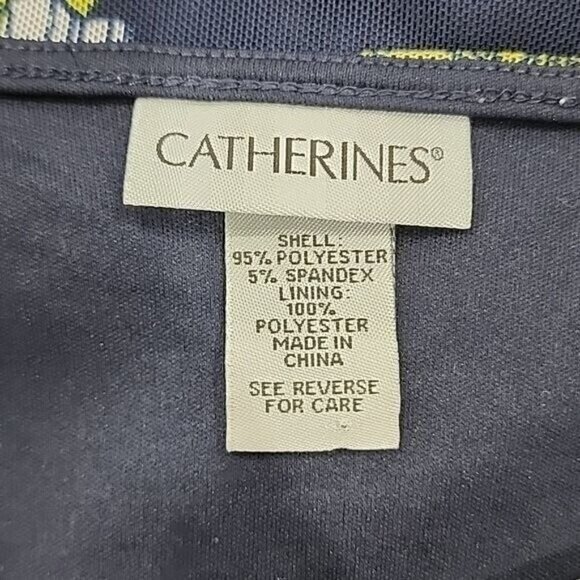 CATHERINES®
SHELL:
95% POLYESTER
5% SPANDEX
LINING:
100%
POLYESTER
MADE IN
CHINA
SEE REVERSE
FOR CARE